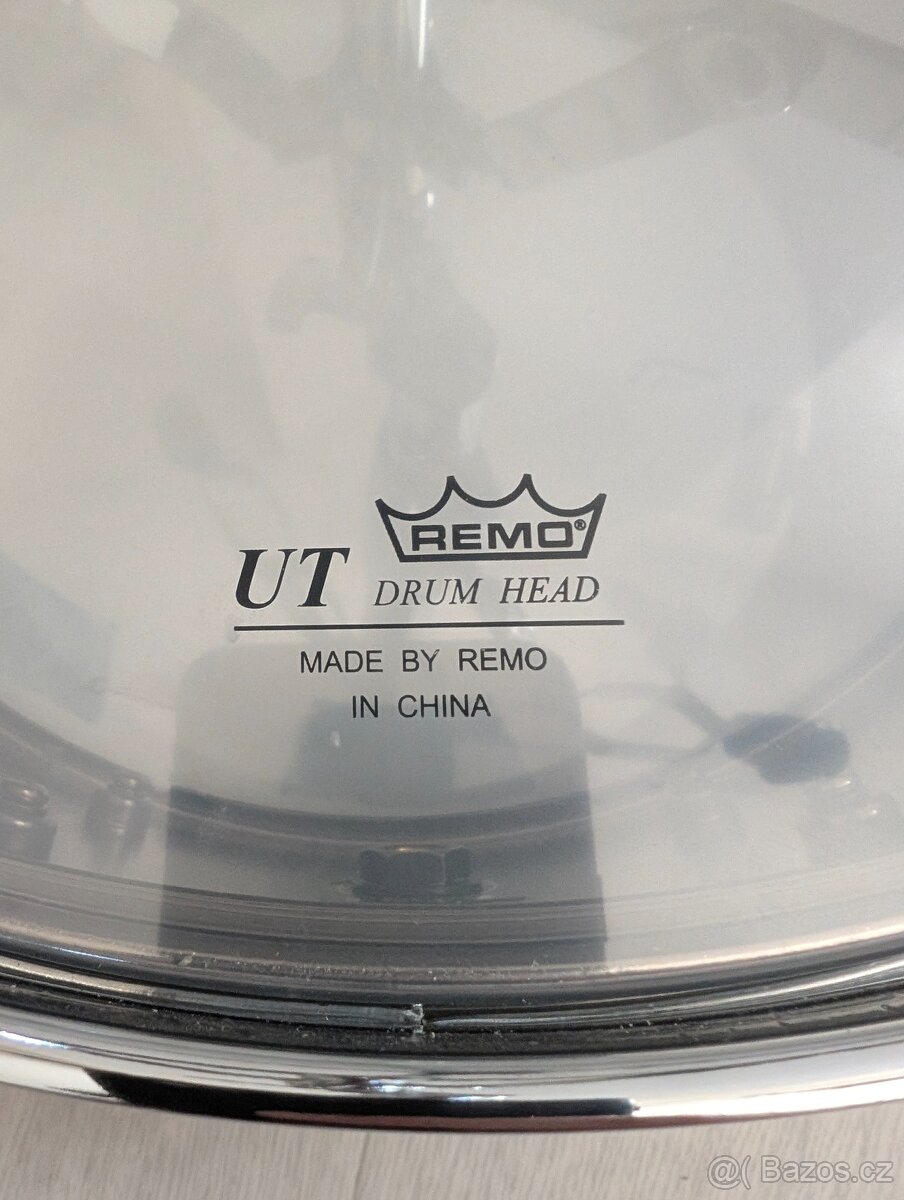 REMO®
UT DRUM HEAD
MADE BY REMO
IN CHINA
@( Bazos.cz